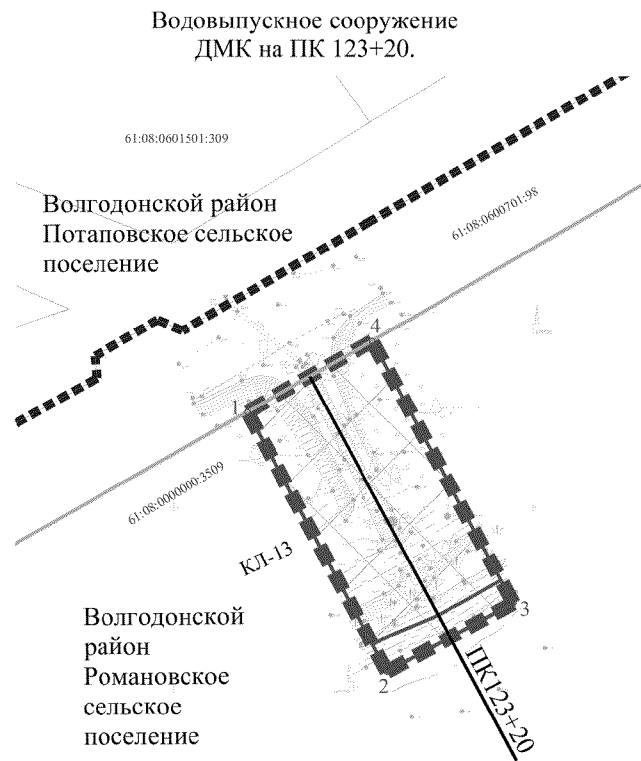 Водовыпускное сооружение
ДМК на ПК 123+20.
61:08:0601501:309
Волгодонской район
Потаповское сельское
поселение
61:08:0600701:98
4
1
61:08:0000000:3509
КЛ-13
3
Волгодонской
район
Романовское
сельское
поселение
2
ПК123+20